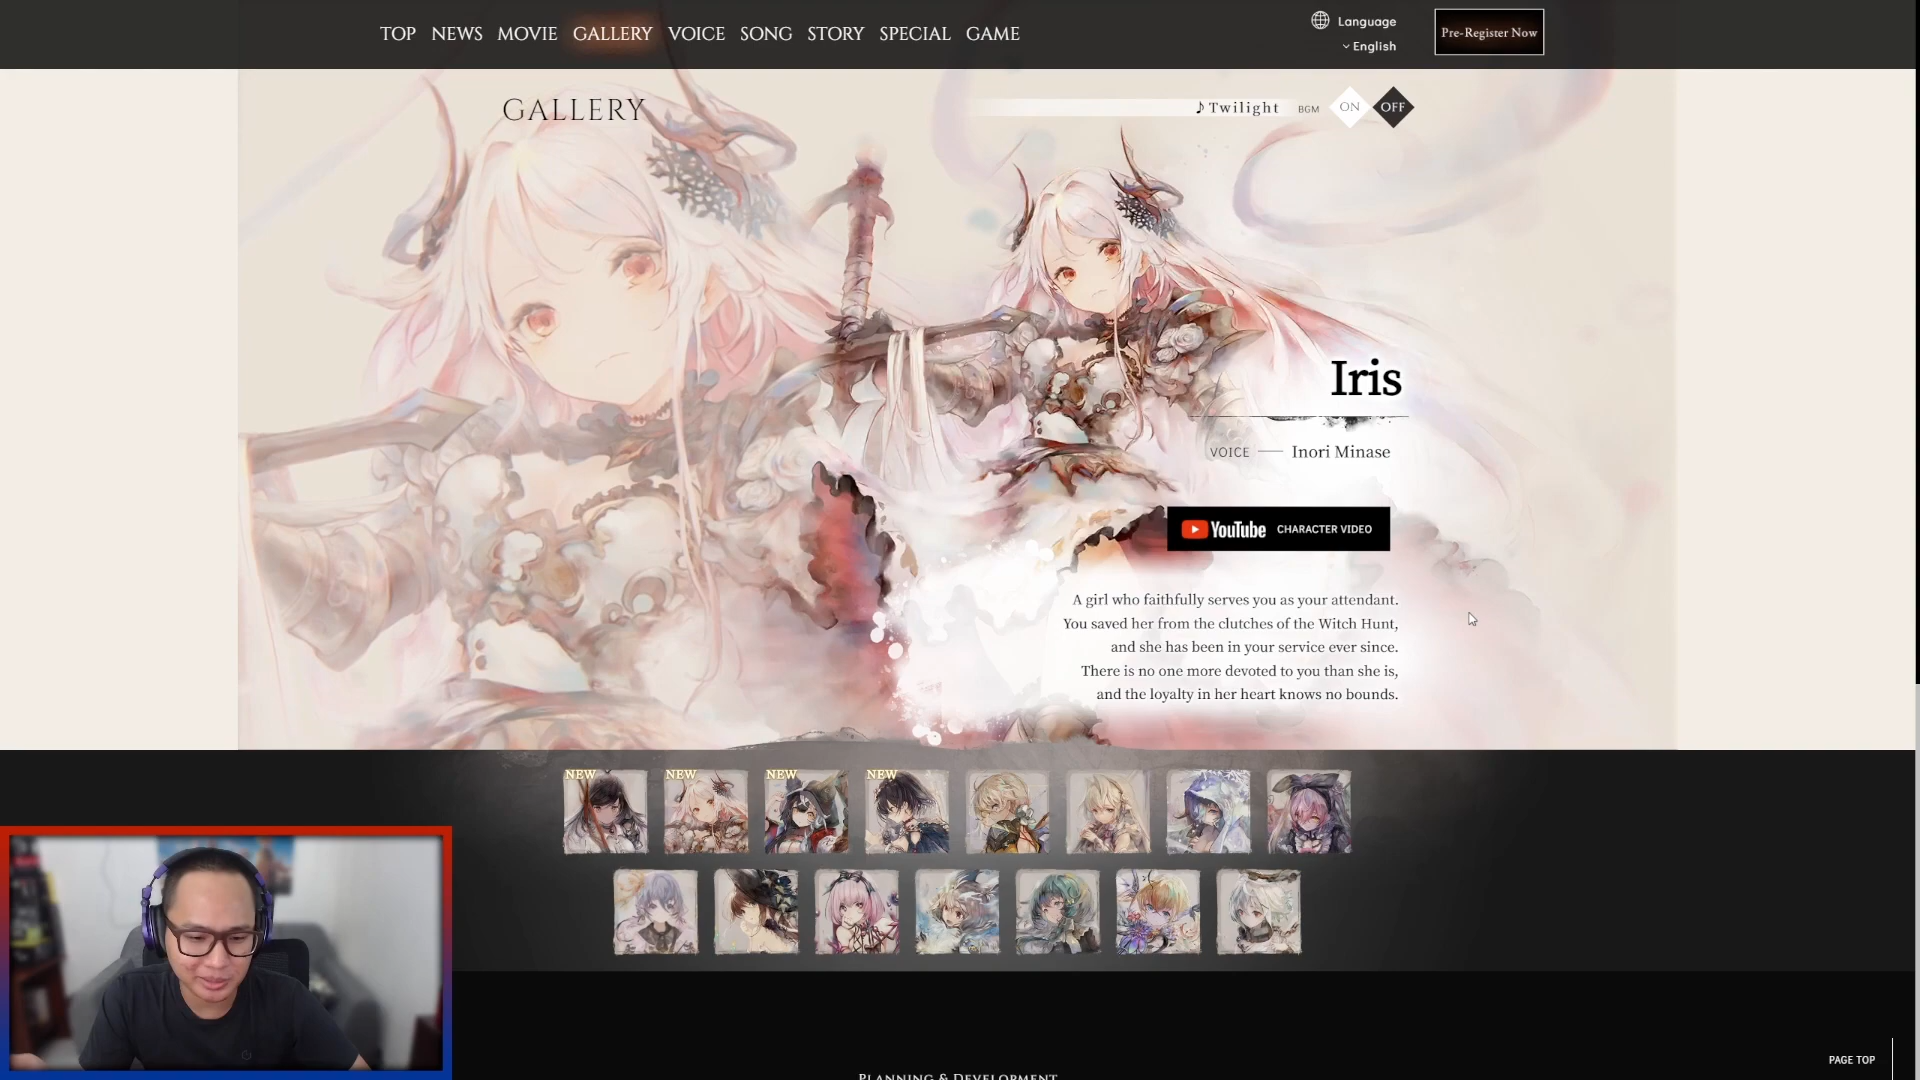 TOP NEWS MOVIE GALLERY VOICE SONG STORY SPECIAL GAME
Language
English
Pre-Register Now
GALLERY
♪Twilight BGM ON OFF
Iris
VOICE Inori Minase
YouTube CHARACTER VIDEO
A girl who faithfully serves you as your attendant.
You saved her from the clutches of the Witch Hunt,
and she has been in your service ever since.
There is no one more devoted to you than she is,
and the loyalty in her heart knows no bounds.
NEW NEW NEW NEW
PAGE TOP
PLANNING & DEVELOPMENT